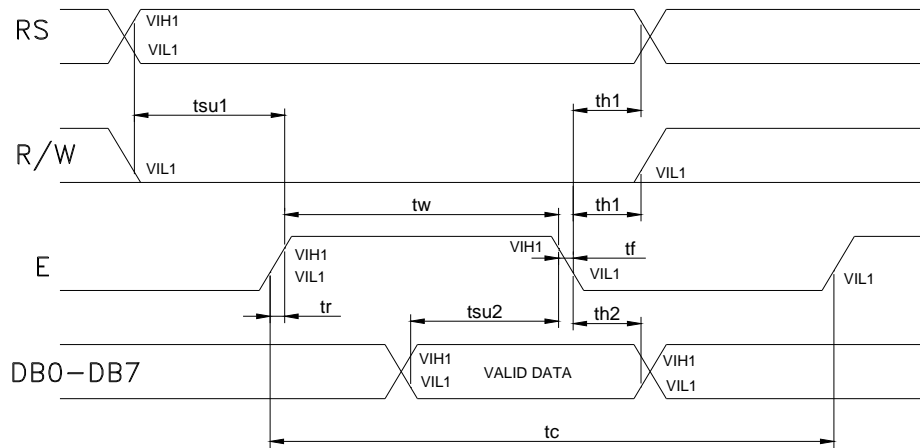 RS
VIH1
VIL1
tsu1
th1
R/W
VIL1
VIL1
tw
th1
E
VIH1
VIL1
VIH1
tf
VIL1
VIL1
tr
tsu2
th2
DB0-DB7
VIH1
VIL1
VALID DATA
VIH1
VIL1
tc